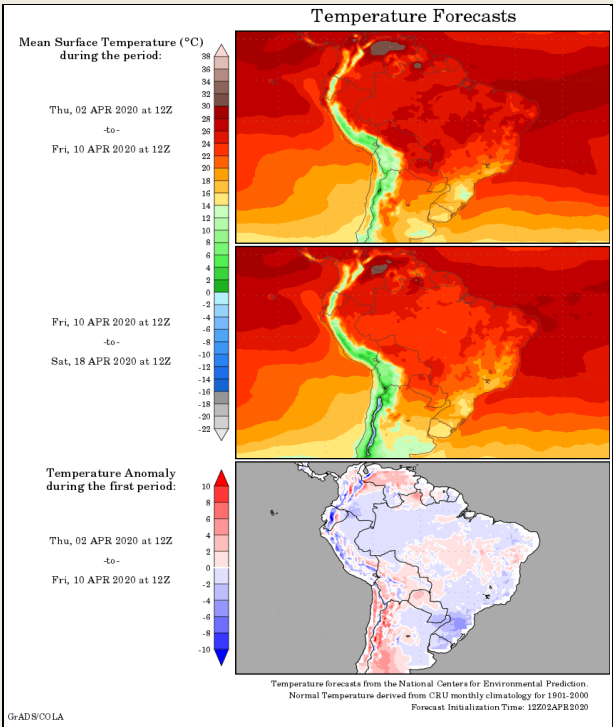 Temperature Forecasts
Mean Surface Temperature (°C)
during the period:
38
36
34
32
30
28
26
24
22
20
18
16
14
12
10
8
6
4
2
0
-2
-4
-6
-8
-10
-12
-14
-16
-18
-20
-22
Thu, 02 APR 2020 at 12Z
-to-
Fri, 10 APR 2020 at 12Z
Fri, 10 APR 2020 at 12Z
-to-
Sat, 18 APR 2020 at 12Z
Temperature Anomaly
during the first period:
10
8
6
4
2
0
-2
-4
-6
-8
-10
Thu, 02 APR 2020 at 12Z
-to-
Fri, 10 APR 2020 at 12Z
Temperature forecasts from the National Centers for Environmental Prediction.
Normal Temperature derived from CRU monthly climatology for 1901-2000
Forecast Initialization Time: 12Z02APR2020
GrADS/COLA